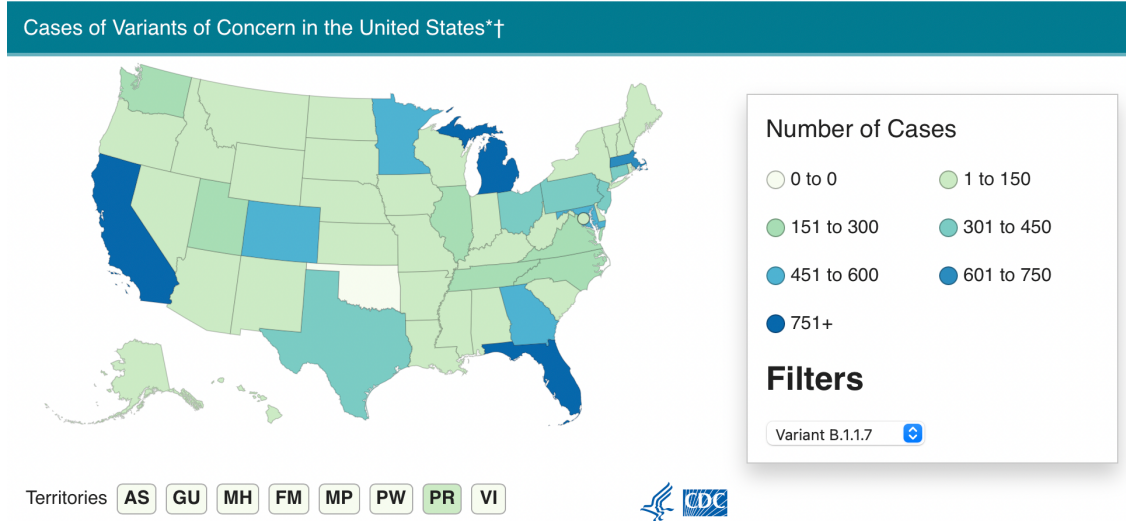 Cases of Variants of Concern in the United States*†
Number of Cases
0 to 0
1 to 150
151 to 300
301 to 450
451 to 600
601 to 750
751+
Filters
Variant B.1.1.7
Territories AS GU MH FM MP PW PR VI
CDC